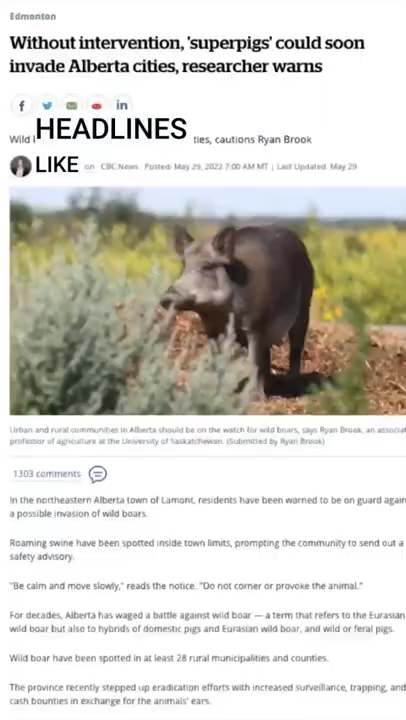 Edmonton
Without intervention, 'superpigs' could soon
invade Alberta cities, researcher warns
f in
Wild HEADLINES ties, cautions Ryan Brook
LIKE on · CBC News · Posted: May 29, 2022 7:00 AM MT | Last Updated: May 29
Urban and rural communities in Alberta should be on the watch for wild boars, says Ryan Brook, an associat
professor of agriculture at the University of Saskatchewan. (Submitted by Ryan Brook)
1303 comments
In the northeastern Alberta town of Lamont, residents have been warned to be on guard again
a possible invasion of wild boars.
Roaming swine have been spotted inside town limits, prompting the community to send out a
safety advisory.
"Be calm and move slowly," reads the notice. "Do not corner or provoke the animal."
For decades, Alberta has waged a battle against wild boar — a term that refers to the Eurasian
wild boar but also to hybrids of domestic pigs and Eurasian wild boar, and wild or feral pigs.
Wild boar have been spotted in at least 28 rural municipalities and counties.
The province recently stepped up eradication efforts with increased surveillance, trapping, and
cash bounties in exchange for the animals' ears.